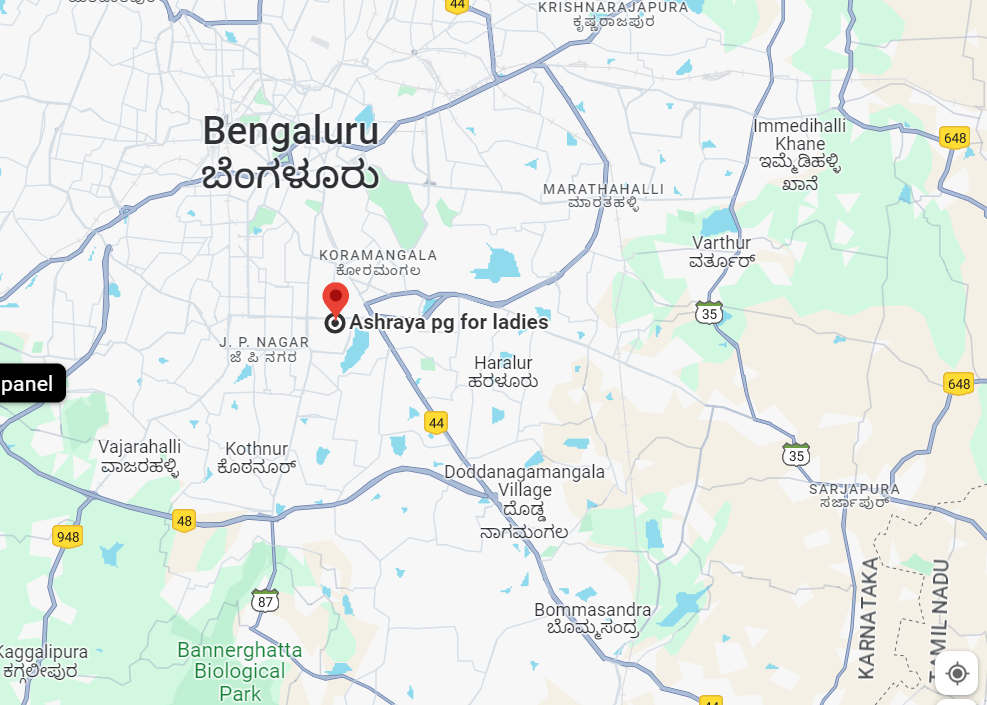 44
KRISHNARAJAPURA
ಕೃಷ್ಣರಾಜಪುರ
Bengaluru
ಬೆಂಗಳೂರು
Immedihalli
Khane
ಇಮ್ಮೆಡಿಹಳ್ಳಿ
ಖಾನೆ
648
MARATHAHALLI
ಮಾರತಹಳ್ಳಿ
KORAMANGALA
ಕೋರಮಂಗಲ
Varthur
ವರ್ತೂರ್
35
Ashraya pg for ladies
J. P. NAGAR
ಜೆ ಪಿ ನಗರ
Haralur
ಹರಳೂರು
panel
648
44
Vajarahalli
ವಾಜರಹಳ್ಳಿ
Kothnur
ಕೊಠನೂರ್
35
Doddanagamangala
Village
ದೊಡ್ಡ
ನಾಗಮಂಗಲ
SARJAPURA
ಸರ್ಜಾಪುರ್
48
948
87
KARNATAKA
TAMIL NADU
Bommasandra
ಬೊಮ್ಮಸಂದ್ರ
Kaggalipura
ಕಗ್ಗಲೀಪುರ
Bannerghatta
Biological
Park
44